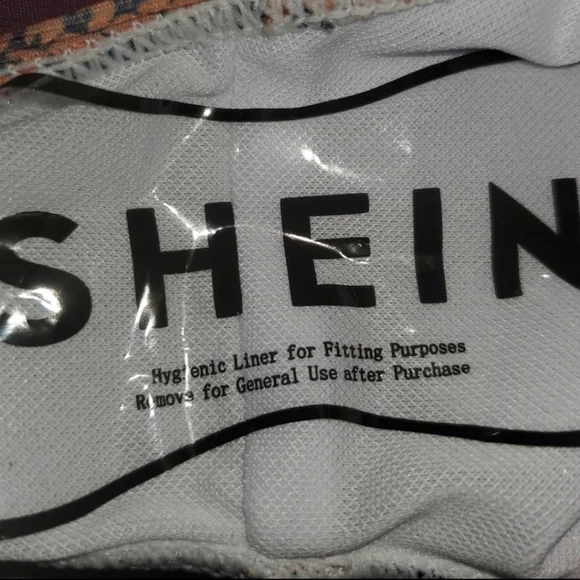 SHEIN
Hygienic Liner for Fitting Purposes
Remove for General Use after Purchase